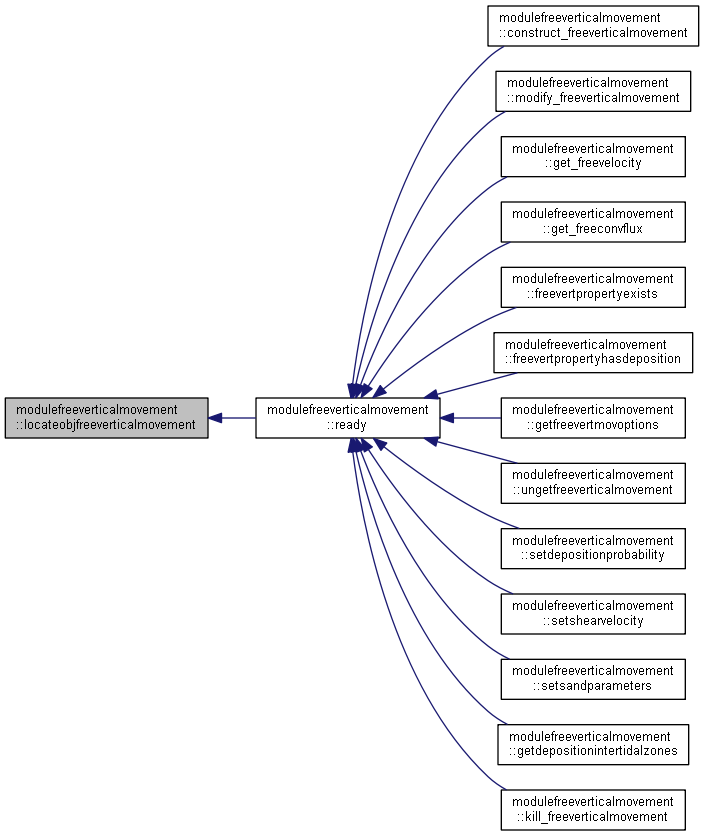 modulefreeverticalmovement
::locateobjfreeverticalmovement
modulefreeverticalmovement
::ready
modulefreeverticalmovement
::construct_freeverticalmovement
modulefreeverticalmovement
::modify_freeverticalmovement
modulefreeverticalmovement
::get_freevelocity
modulefreeverticalmovement
::get_freeconvflux
modulefreeverticalmovement
::freevertpropertyexists
modulefreeverticalmovement
::freevertpropertyhasdeposition
modulefreeverticalmovement
::getfreevertmovoptions
modulefreeverticalmovement
::ungetfreeverticalmovement
modulefreeverticalmovement
::setdepositionprobability
modulefreeverticalmovement
::setshearvelocity
modulefreeverticalmovement
::setsandparameters
modulefreeverticalmovement
::getdepositionintertidalzones
modulefreeverticalmovement
::kill_freeverticalmovement